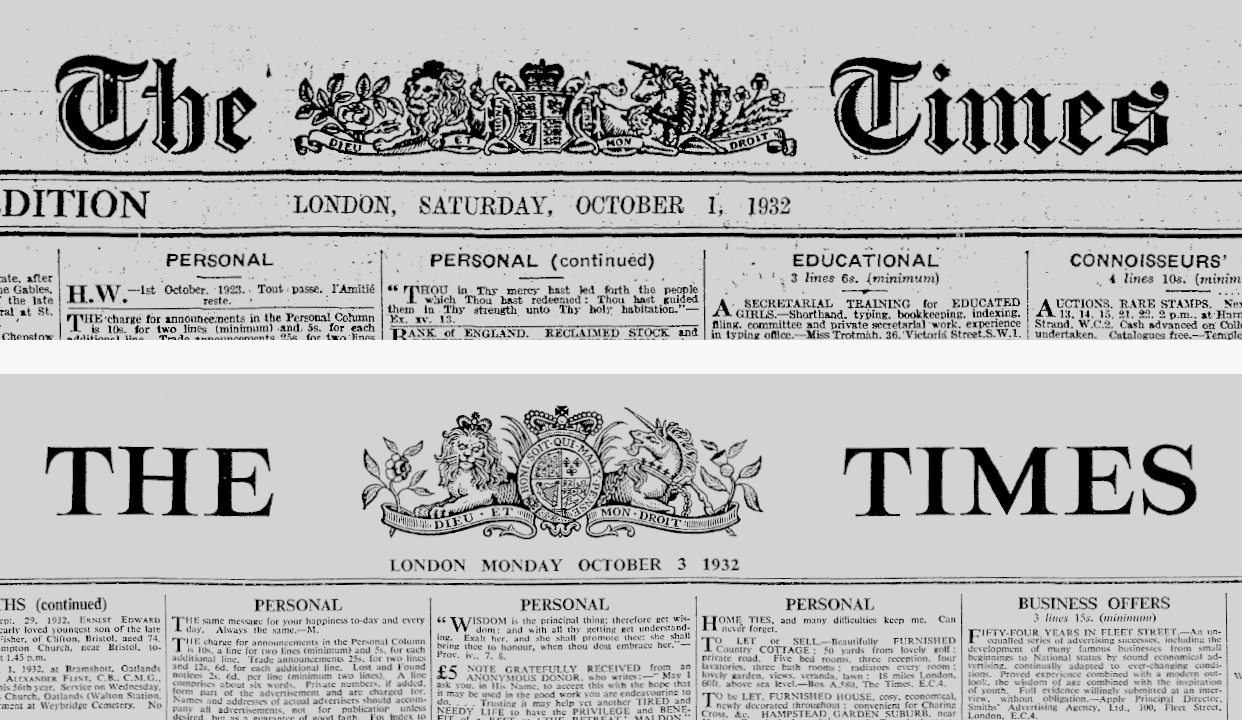 The Times
DIEU ET MON DROIT
DITION LONDON, SATURDAY, OCTOBER 1, 1932
ate, after
e Gables,
the late
ral at St.
Chepstow
PERSONAL
H.W.—1st October, 1923. Tout passe, l'Amitié
reste.
THE charge for announcements in the Personal Column
is 10s. for two lines (minimum) and 5s. for each
additional line. Trade announcements 25s. for two lines
PERSONAL (continued)
“THOU in Thy mercy hast led forth the people
which Thou hast redeemed: Thou hast guided
them in Thy strength unto Thy holy habitation.”—
Ex. xv. 13.
BANK of ENGLAND. RECLAIMED STOCK and
EDUCATIONAL
3 lines 6s. (minimum)
A SECRETARIAL TRAINING for EDUCATED
GIRLS.—Shorthand, typing, bookkeeping, indexing,
filing, committee and private secretarial work, experience
in typing office.—Miss Trotman, 36, Victoria Street, S.W.1.
CONNOISSEURS'
4 lines 10s. (minim
AUCTIONS, RARE STAMPS, Nex
13, 14, 15, 21, 22, 2 p.m., at Harm
Strand, W.C.2. Cash advanced on Colle
undertaken. Catalogues free.—Temple
THE TIMES
HONI SOIT QUI MAL Y PENSE
DIEU · ET MON · DROIT
LONDON MONDAY OCTOBER 3 1932
THS (continued)
ept. 29, 1932, ERNEST EDWARD
early loved youngest son of the late
Fisher, of Clifton, Bristol, aged 74.
mpton Church, near Bristol, to-
t 1.45 p.m.
1, 1932, at Bramshott, Oatlands
ALEXANDER FLINT, C.B., C.M.G.,
his 56th year. Service on Wednesday,
Church, Oatlands (Walton Station,
ent at Weybridge Cemetery. No
PERSONAL
THE same message for your happiness to-day and every
day. Always the same.—M.
THE charge for announcements in the Personal Column
is 10s. a line for two lines (minimum) and 5s. for each
additional line. Trade announcements 25s. for two lines
and 12s. 6d. for each additional line. Lost and Found
notices 2s. 6d. per line (minimum two lines). A line
comprises about six words. Private numbers, if added,
form part of the advertisement and are charged for.
Names and addresses of actual advertisers should accom-
pany all advertisements, not for publication unless
desired, but as a guarantee of good faith. For index to
PERSONAL
“WISDOM is the principal thing; therefore get wis-
dom: and with all thy getting get understand-
ing. Exalt her, and she shall promote thee: she shall
bring thee to honour, when thou dost embrace her.”—
Prov. iv., 7, 8.
£5 NOTE GRATEFULLY RECEIVED from an
ANONYMOUS DONOR, who writes:—“May I
ask you, in His Name, to accept this with the hope that
it may be used in the good work you are endeavouring to
do. Trusting it may help yet another TIRED and
NEEDY LIFE to have the PRIVILEGE and BENE-
FIT of a REST at ‘THE RETREAT’, MALDON
PERSONAL
HOME TIES, and many difficulties keep me. Can
never forget.
TO LET or SELL.—Beautifully FURNISHED
Country COTTAGE; 50 yards from lovely golf;
private road. Five bed rooms, three reception, four
lavatories, three bath rooms; radiators every room;
lovely garden, views, veranda, lawn; 18 miles London,
60ft. above sea level.—Box A.580, The Times, E.C.4.
TO be LET, FURNISHED HOUSE, cosy, economical,
newly decorated throughout; convenient for Charing
Cross, &c. HAMPSTEAD GARDEN SUBURB, near
BUSINESS OFFERS
3 lines 15s. (minimum)
FIFTY-FOUR YEARS IN FLEET STREET.—An un-
equalled series of advertising successes, including the
development of many famous businesses from small
beginnings to National status by sound economical ad-
vertising, continually adapted to ever-changing condi-
tions. Proved experience combined with a modern out-
look, the wisdom of age combined with the inspiration
of youth. Full evidence willingly submitted at an inter-
view, without obligation.—Apply Principal Director,
Smiths' Advertising Agency, Ltd., 100, Fleet Street,
London, E.C.4.